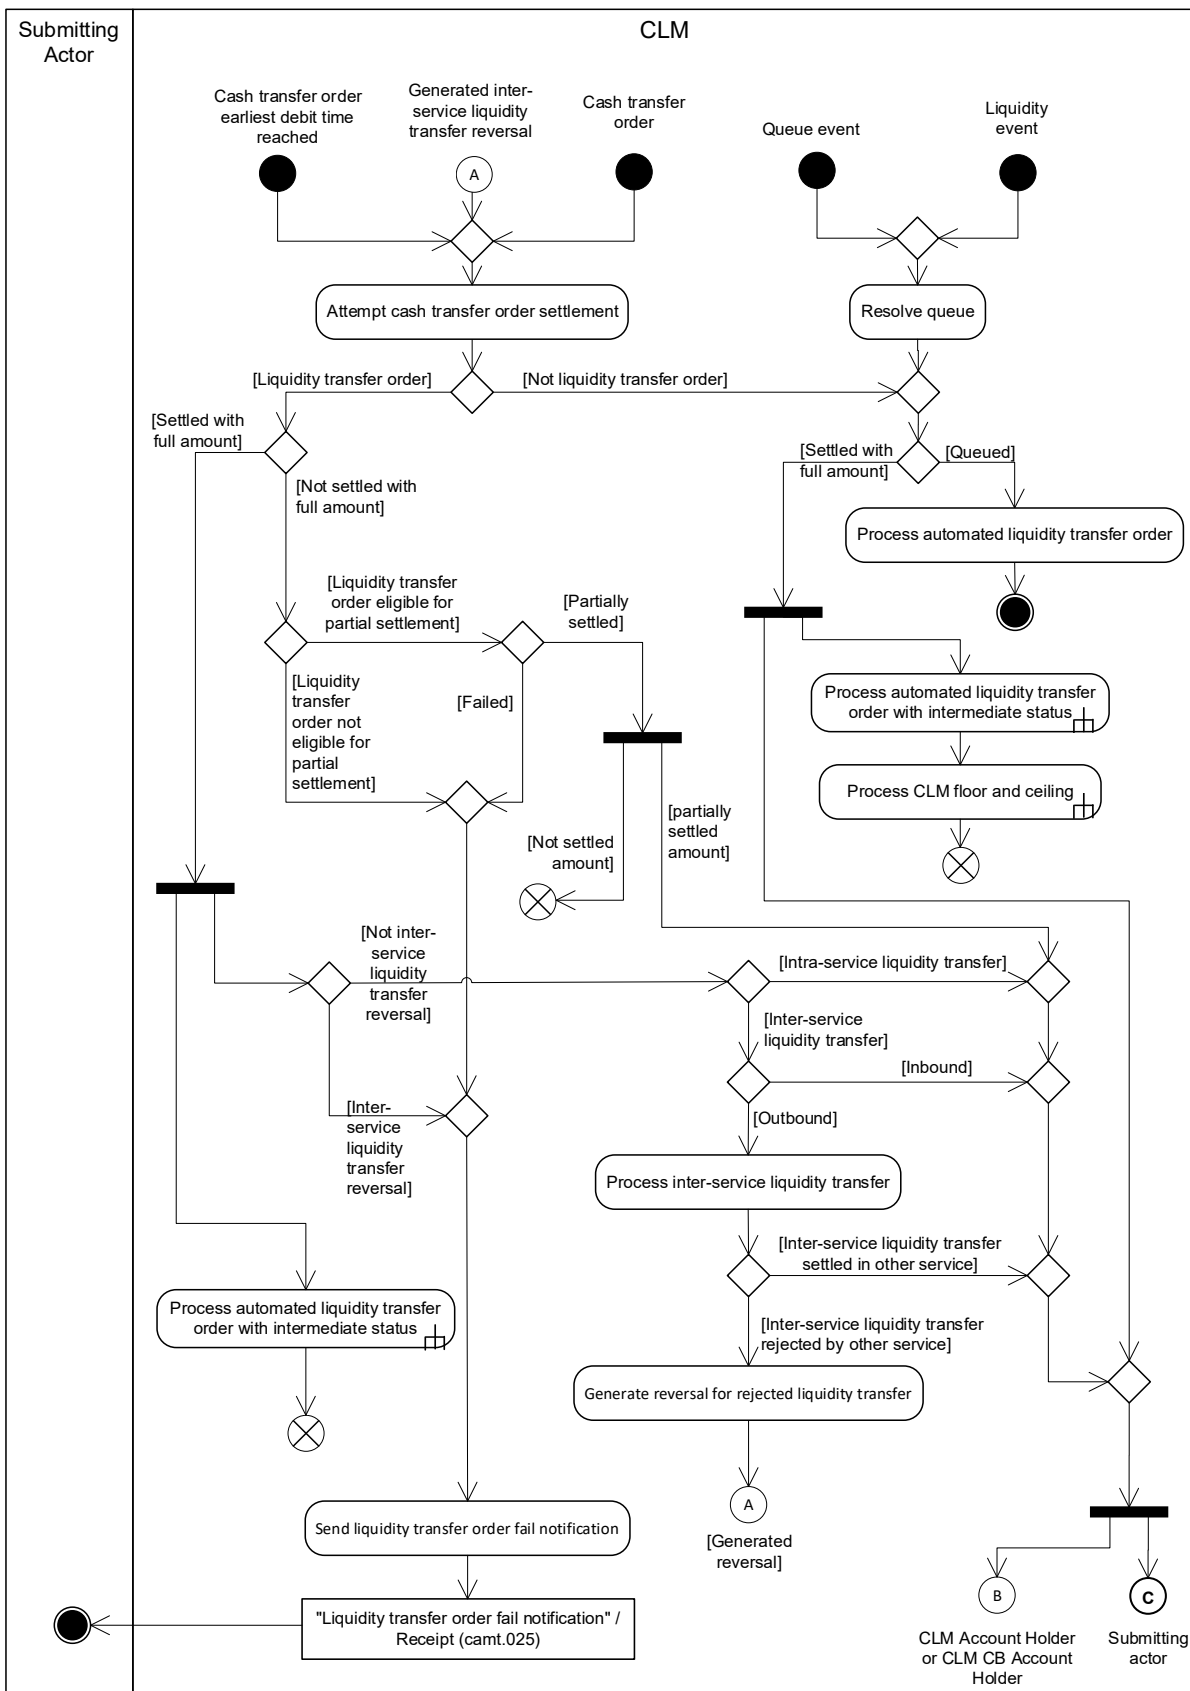 Submitting
Actor
CLM
Cash transfer order
earliest debit time
reached
Generated inter-
service liquidity
transfer reversal
Cash transfer
order
Queue event
Liquidity
event
A
Attempt cash transfer order settlement
Resolve queue
[Liquidity transfer order]
[Not liquidity transfer order]
[Settled with
full amount]
[Not settled with
full amount]
[Settled with
full amount]
[Queued]
Process automated liquidity transfer order
[Liquidity transfer
order eligible for
partial settlement]
[Partially
settled]
[Liquidity
transfer
order not
eligible for
partial
settlement]
[Failed]
Process automated liquidity transfer
order with intermediate status
Process CLM floor and ceiling
[Not settled
amount]
[partially
settled
amount]
[Not inter-
service
liquidity
transfer
reversal]
[Intra-service liquidity transfer]
[Inter-service
liquidity transfer]
[Inbound]
[Inter-
service
liquidity
transfer
reversal]
[Outbound]
Process inter-service liquidity transfer
[Inter-service liquidity transfer
settled in other service]
Process automated liquidity transfer
order with intermediate status
[Inter-service liquidity transfer
rejected by other service]
Generate reversal for rejected liquidity transfer
A
[Generated
reversal]
Send liquidity transfer order fail notification
"Liquidity transfer order fail notification" /
Receipt (camt.025)
B
C
CLM Account Holder
or CLM CB Account
Holder
Submitting
actor